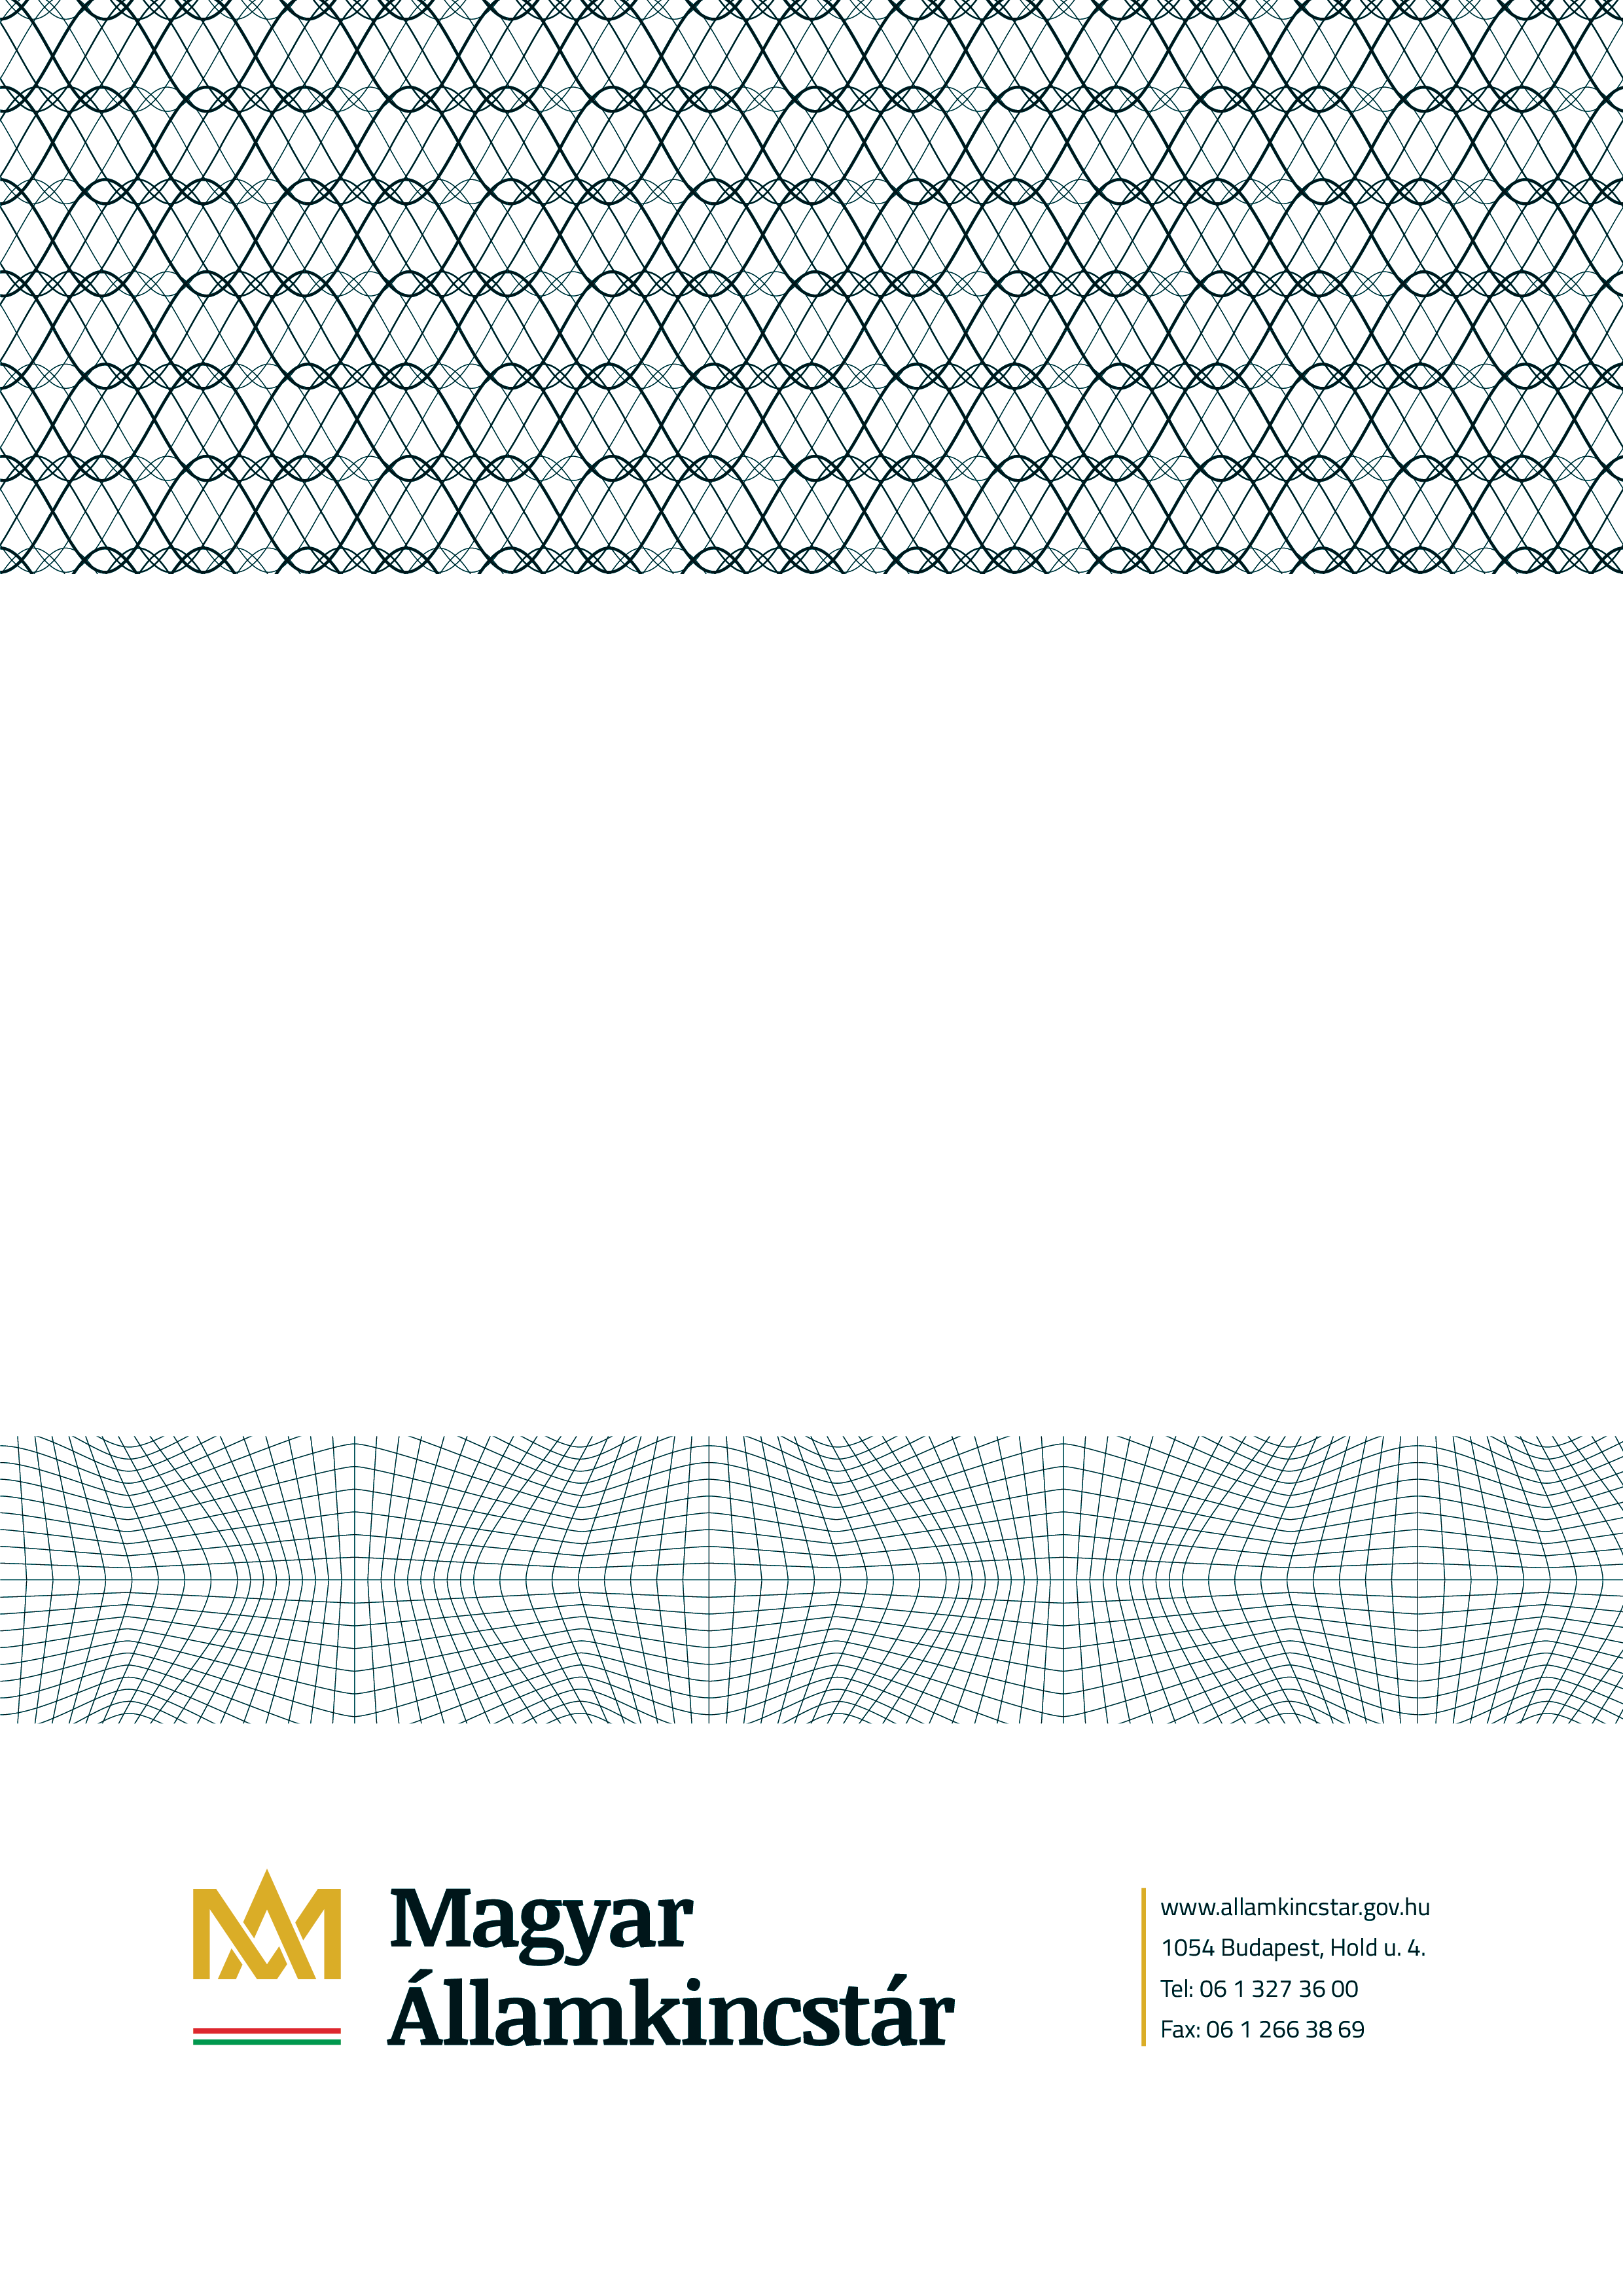 Magyar
Államkincstár
www.allamkincstar.gov.hu
1054 Budapest, Hold u. 4.
Tel: 06 1 327 36 00
Fax: 06 1 266 38 69